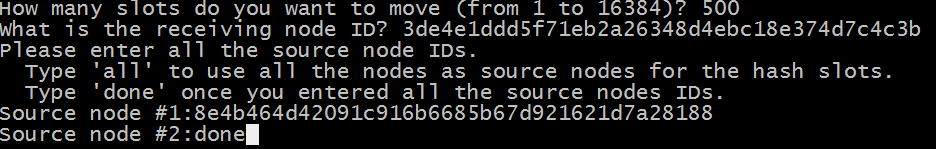 How many slots do you want to move (from 1 to 16384)? 500
What is the receiving node ID? 3de4e1ddd5f71eb2a26348d4ebc18e374d7c4c3b
Please enter all the source node IDs.
  Type 'all' to use all the nodes as source nodes for the hash slots.
  Type 'done' once you entered all the source nodes IDs.
Source node #1:8e4b464d42091c916b6685b67d921621d7a28188
Source node #2:done